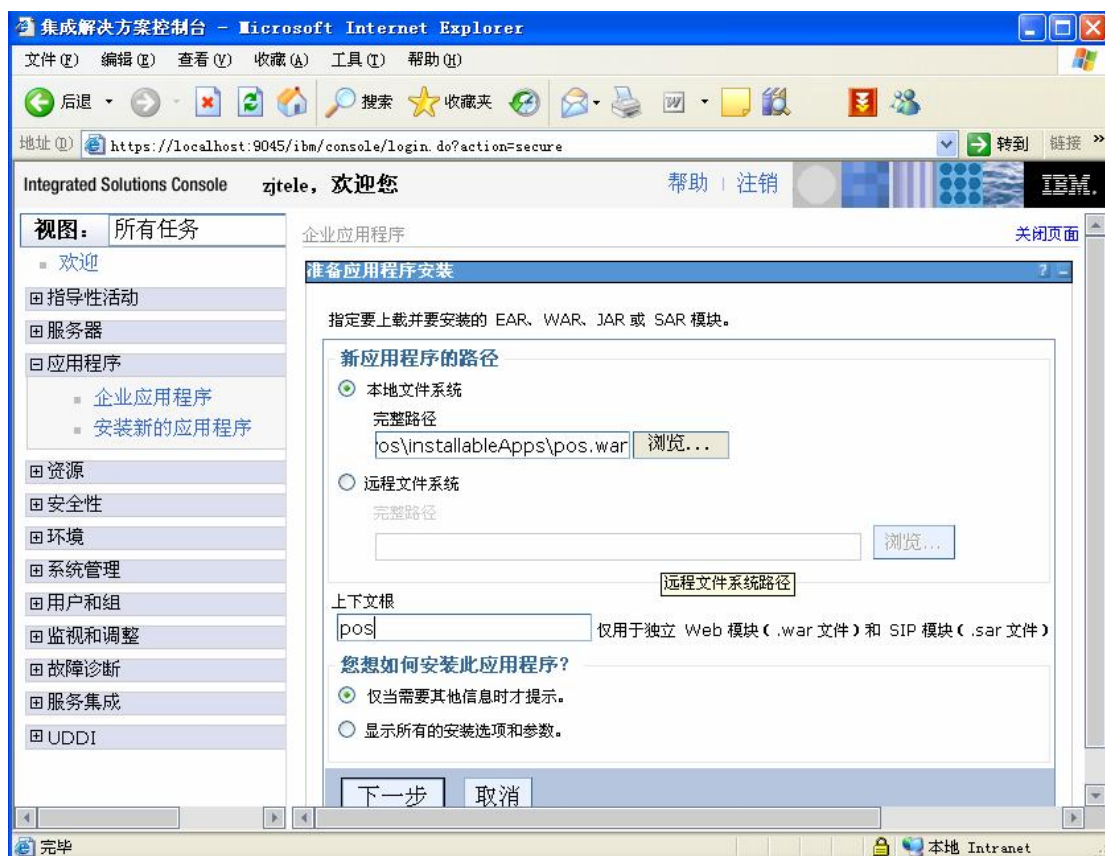 集成解决方案控制台 - Microsoft Internet Explorer
文件(F) 编辑(E) 查看(V) 收藏(A) 工具(T) 帮助(H)
后退 搜索 收藏夹
地址(D) https://localhost:9045/ibm/console/login.do?action=secure 转到 链接 »
Integrated Solutions Console zjtele，欢迎您 帮助 | 注销 IBM.
视图： 所有任务
欢迎
指导性活动
服务器
应用程序
企业应用程序
安装新的应用程序
资源
安全性
环境
系统管理
用户和组
监视和调整
故障诊断
服务集成
UDDI
企业应用程序 关闭页面
准备应用程序安装 ? -
指定要上载并要安装的 EAR、WAR、JAR 或 SAR 模块。
新应用程序的路径
本地文件系统
完整路径
os\installableApps\pos.war 浏览...
远程文件系统
完整路径
浏览...
远程文件系统路径
上下文根
pos 仅用于独立 Web 模块（.war 文件）和 SIP 模块（.sar 文件）
您想如何安装此应用程序？
仅当需要其他信息时才提示。
显示所有的安装选项和参数。
下一步 取消
完毕 本地 Intranet